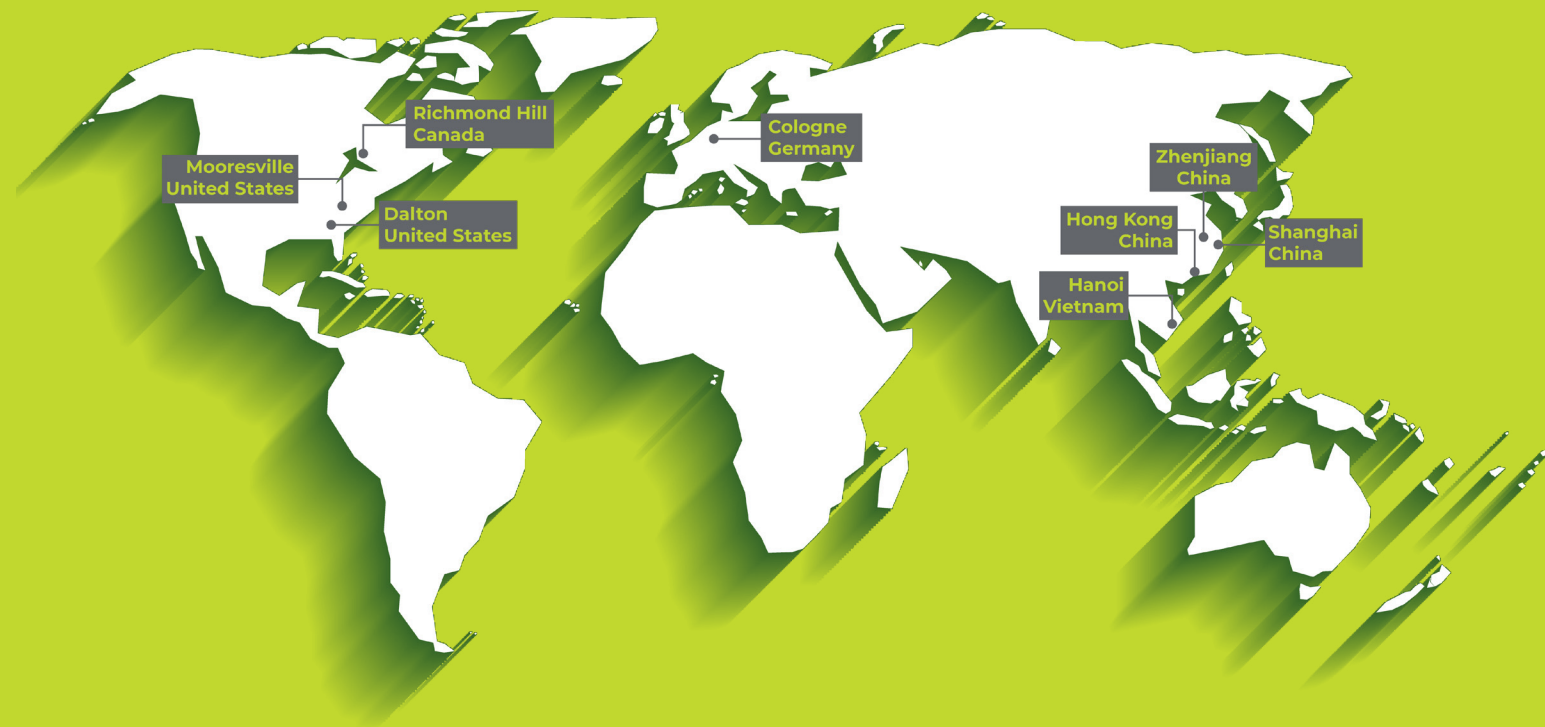 Richmond Hill
Canada
Mooresville
United States
Dalton
United States
Cologne
Germany
Zhenjiang
China
Hong Kong
China
Shanghai
China
Hanoi
Vietnam